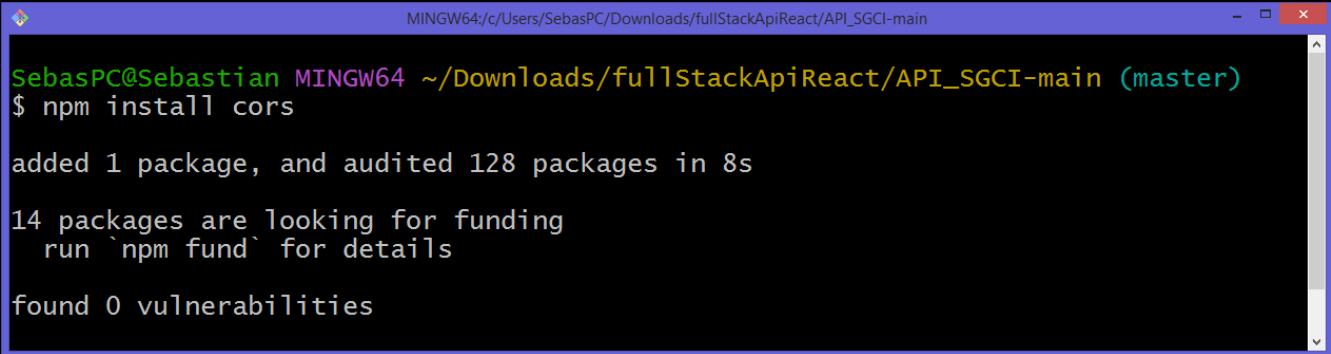 MINGW64:/c/Users/SebasPC/Downloads/fullStackApiReact/API_SGCI-main
SebasPC@Sebastian MINGW64 ~/Downloads/fullStackApiReact/API_SGCI-main (master)
$ npm install cors
added 1 package, and audited 128 packages in 8s
14 packages are looking for funding
  run `npm fund` for details
found 0 vulnerabilities